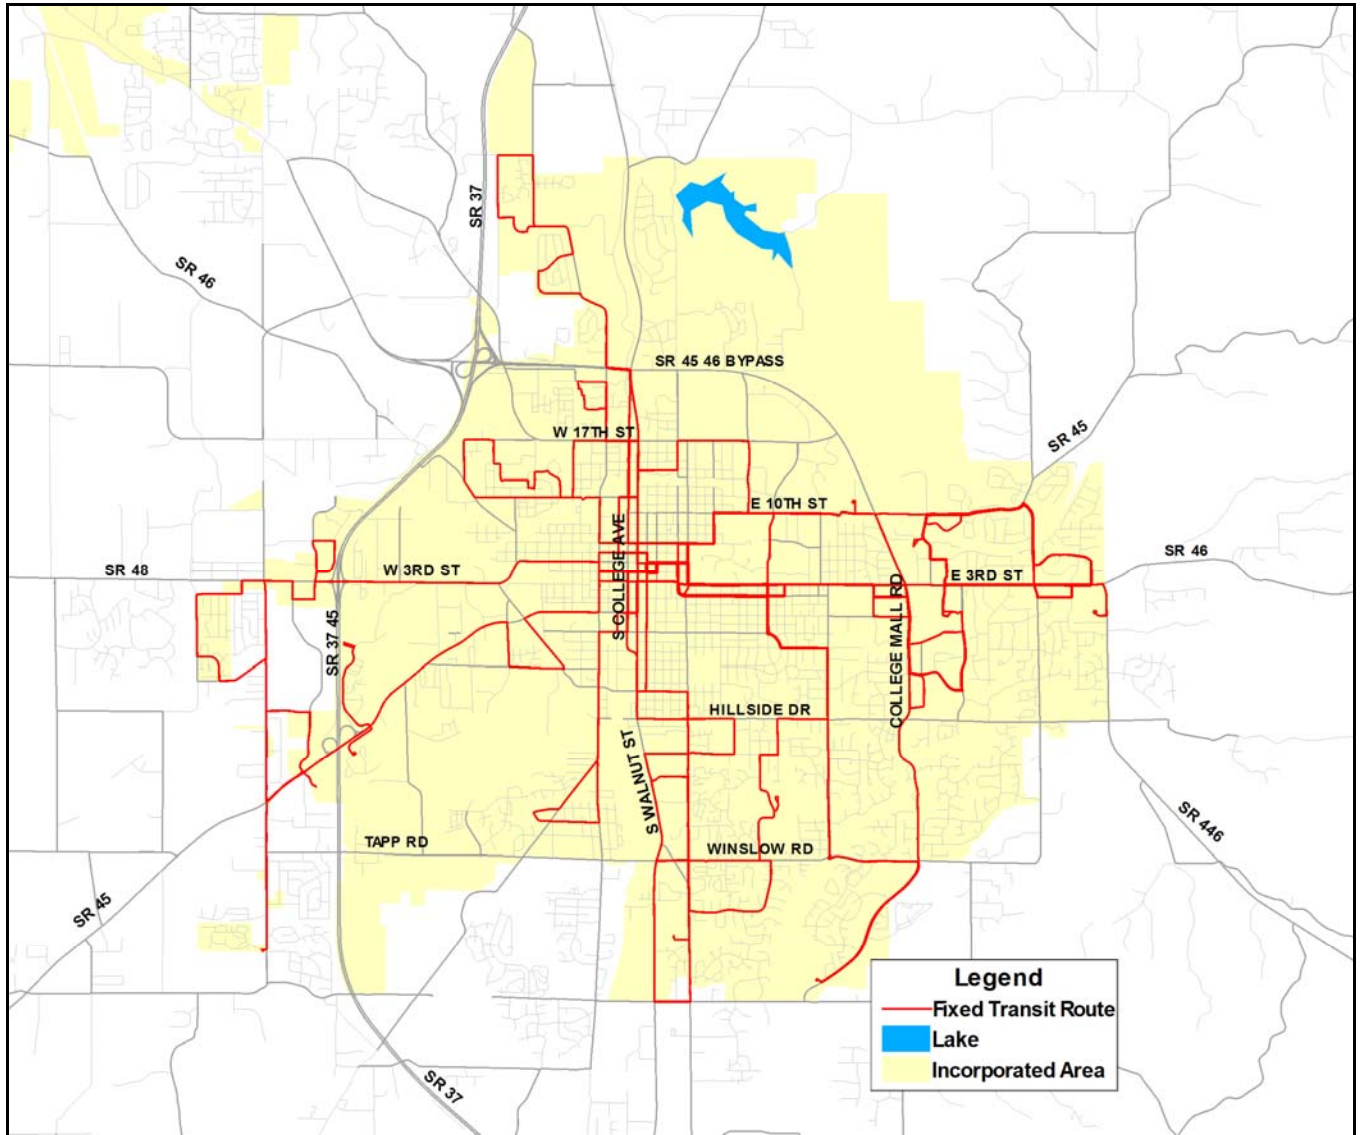 SR 37
SR 46
SR 45 46 BYPASS
W 17TH ST
SR 45
E 10TH ST
S COLLEGE AVE
SR 46
SR 48
W 3RD ST
E 3RD ST
COLLEGE MALL RD
SR 37 45
HILLSIDE DR
S WALNUT ST
SR 446
TAPP RD
WINSLOW RD
SR 45
SR 37
Legend
Fixed Transit Route
Lake
Incorporated Area